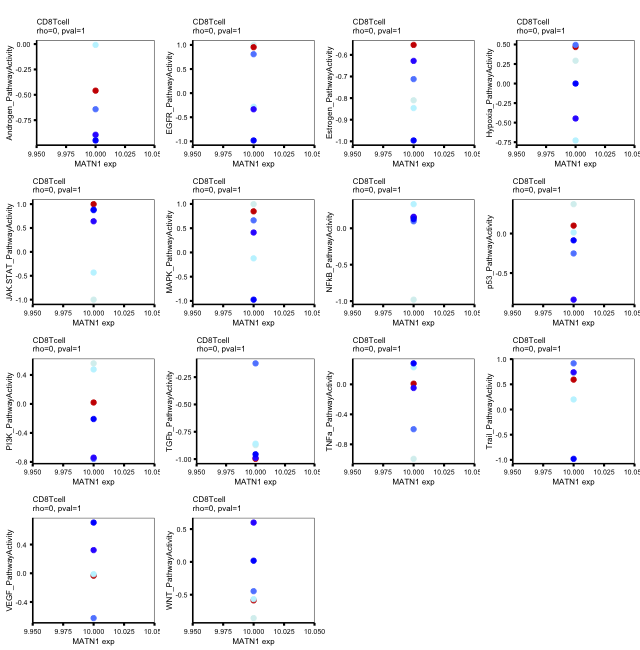 CD8Tcell
rho=0, pval=1
Androgen_PathwayActivity
0.00
-0.25
-0.50
-0.75
9.950 9.975 10.000 10.025 10.05
MATN1 exp
CD8Tcell
rho=0, pval=1
EGFR_PathwayActivity
1.0
0.5
0.0
-0.5
-1.0
9.950 9.975 10.000 10.025 10.05
MATN1 exp
CD8Tcell
rho=0, pval=1
Estrogen_PathwayActivity
-0.6
-0.7
-0.8
-0.9
-1.0
9.950 9.975 10.000 10.025 10.05
MATN1 exp
CD8Tcell
rho=0, pval=1
Hypoxia_PathwayActivity
0.50
0.25
0.00
-0.25
-0.50
-0.75
9.950 9.975 10.000 10.025 10.05
MATN1 exp
CD8Tcell
rho=0, pval=1
JAK.STAT_PathwayActivity
1.0
0.5
0.0
-0.5
-1.0
9.950 9.975 10.000 10.025 10.05
MATN1 exp
CD8Tcell
rho=0, pval=1
MAPK_PathwayActivity
1.0
0.5
0.0
-0.5
-1.0
9.950 9.975 10.000 10.025 10.05
MATN1 exp
CD8Tcell
rho=0, pval=1
NFkB_PathwayActivity
0.0
-0.5
-1.0
9.950 9.975 10.000 10.025 10.05
MATN1 exp
CD8Tcell
rho=0, pval=1
p53_PathwayActivity
0.0
-0.5
9.950 9.975 10.000 10.025 10.05
MATN1 exp
CD8Tcell
rho=0, pval=1
PI3K_PathwayActivity
0.4
0.0
-0.4
-0.8
9.950 9.975 10.000 10.025 10.05
MATN1 exp
CD8Tcell
rho=0, pval=1
TGFb_PathwayActivity
-0.25
-0.50
-0.75
-1.00
9.950 9.975 10.000 10.025 10.05
MATN1 exp
CD8Tcell
rho=0, pval=1
TNFa_PathwayActivity
0.0
-0.4
-0.8
9.950 9.975 10.000 10.025 10.05
MATN1 exp
CD8Tcell
rho=0, pval=1
Trail_PathwayActivity
1.0
0.5
0.0
-0.5
-1.0
9.950 9.975 10.000 10.025 10.05
MATN1 exp
CD8Tcell
rho=0, pval=1
VEGF_PathwayActivity
0.4
0.0
-0.4
9.950 9.975 10.000 10.025 10.05
MATN1 exp
CD8Tcell
rho=0, pval=1
WNT_PathwayActivity
0.5
0.0
-0.5
9.950 9.975 10.000 10.025 10.050
MATN1 exp